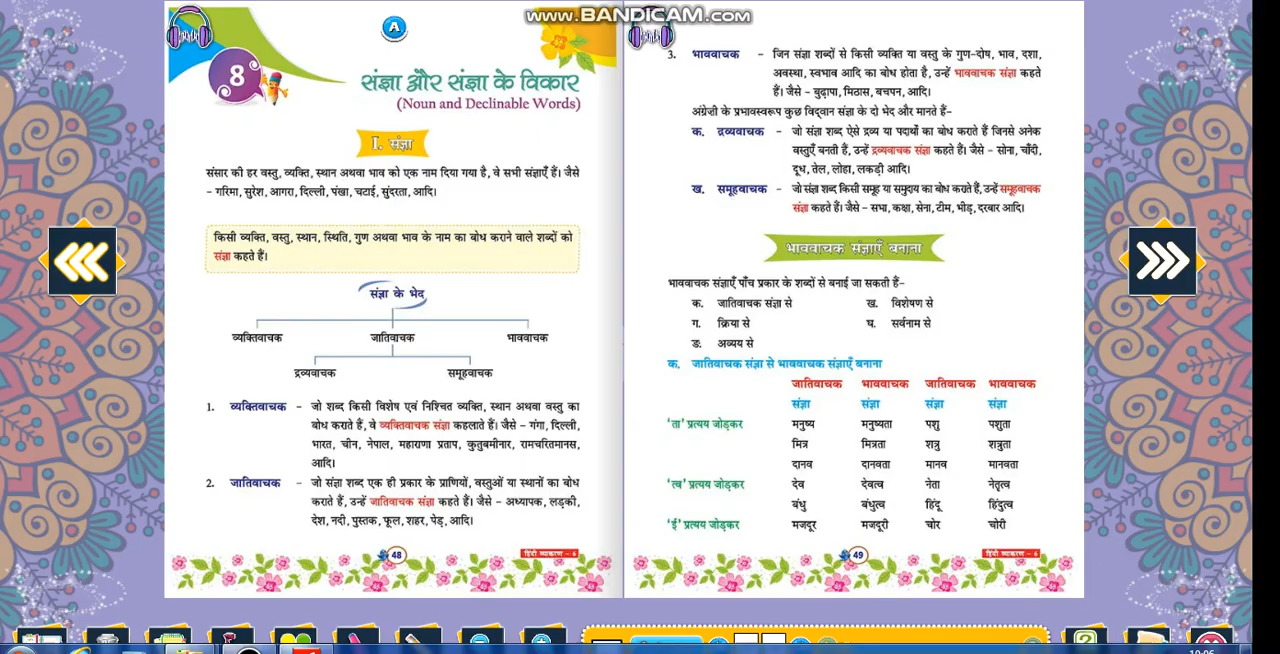 www.BANDICAM.com
A
8
संज्ञा और संज्ञा के विकार
(Noun and Declinable Words)
I. संज्ञा
संसार की हर वस्तु, व्यक्ति, स्थान अथवा भाव को एक नाम दिया गया है, वे सभी संज्ञाएँ हैं। जैसे
– गरिमा, सुरेश, आगरा, दिल्ली, पंखा, चटाई, सुंदरता, आदि।
किसी व्यक्ति, वस्तु, स्थान, स्थिति, गुण अथवा भाव के नाम का बोध कराने वाले शब्दों को
संज्ञा कहते हैं।
संज्ञा के भेद
व्यक्तिवाचक जातिवाचक भाववाचक
द्रव्यवाचक समूहवाचक
1. व्यक्तिवाचक – जो शब्द किसी विशेष एवं निश्चित व्यक्ति, स्थान अथवा वस्तु का
बोध कराते हैं, वे व्यक्तिवाचक संज्ञा कहलाते हैं। जैसे – गंगा, दिल्ली,
भारत, चीन, नेपाल, महाराणा प्रताप, कुतुबमीनार, रामचरितमानस,
आदि।
2. जातिवाचक – जो संज्ञा शब्द एक ही प्रकार के प्राणियों, वस्तुओं या स्थानों का बोध
कराते हैं, उन्हें जातिवाचक संज्ञा कहते हैं। जैसे – अध्यापक, लड़की,
देश, नदी, पुस्तक, फूल, शहर, पेड़, आदि।
48
हिंदी व्याकरण – 6
3. भाववाचक – जिन संज्ञा शब्दों से किसी व्यक्ति या वस्तु के गुण-दोष, भाव, दशा,
अवस्था, स्वभाव आदि का बोध होता है, उन्हें भाववाचक संज्ञा कहते
हैं। जैसे – बुढ़ापा, मिठास, बचपन, आदि।
अंग्रेजी के प्रभावस्वरूप कुछ विद्वान संज्ञा के दो भेद और मानते हैं–
क. द्रव्यवाचक – जो संज्ञा शब्द ऐसे द्रव्य या पदार्थों का बोध कराते हैं जिनसे अनेक
वस्तुएँ बनती हैं, उन्हें द्रव्यवाचक संज्ञा कहते हैं। जैसे – सोना, चाँदी,
दूध, तेल, लोहा, लकड़ी आदि।
ख. समूहवाचक – जो संज्ञा शब्द किसी समूह या समुदाय का बोध कराते हैं, उन्हें समूहवाचक
संज्ञा कहते हैं। जैसे – सभा, कक्षा, सेना, टीम, भीड़, दरबार आदि।
भाववाचक संज्ञाएँ बनाना
भाववाचक संज्ञाएँ पाँच प्रकार के शब्दों से बनाई जा सकती हैं–
क. जातिवाचक संज्ञा से ख. विशेषण से
ग. क्रिया से घ. सर्वनाम से
ङ. अव्यय से
क. जातिवाचक संज्ञा से भाववाचक संज्ञाएँ बनाना
जातिवाचक भाववाचक जातिवाचक भाववाचक
संज्ञा संज्ञा संज्ञा संज्ञा
'ता' प्रत्यय जोड़कर मनुष्य मनुष्यता पशु पशुता
मित्र मित्रता शत्रु शत्रुता
दानव दानवता मानव मानवता
'त्व' प्रत्यय जोड़कर देव देवत्व नेता नेतृत्व
बंधु बंधुत्व हिंदू हिंदुत्व
'ई' प्रत्यय जोड़कर मजदूर मजदूरी चोर चोरी
49
हिंदी व्याकरण – 6
10:06